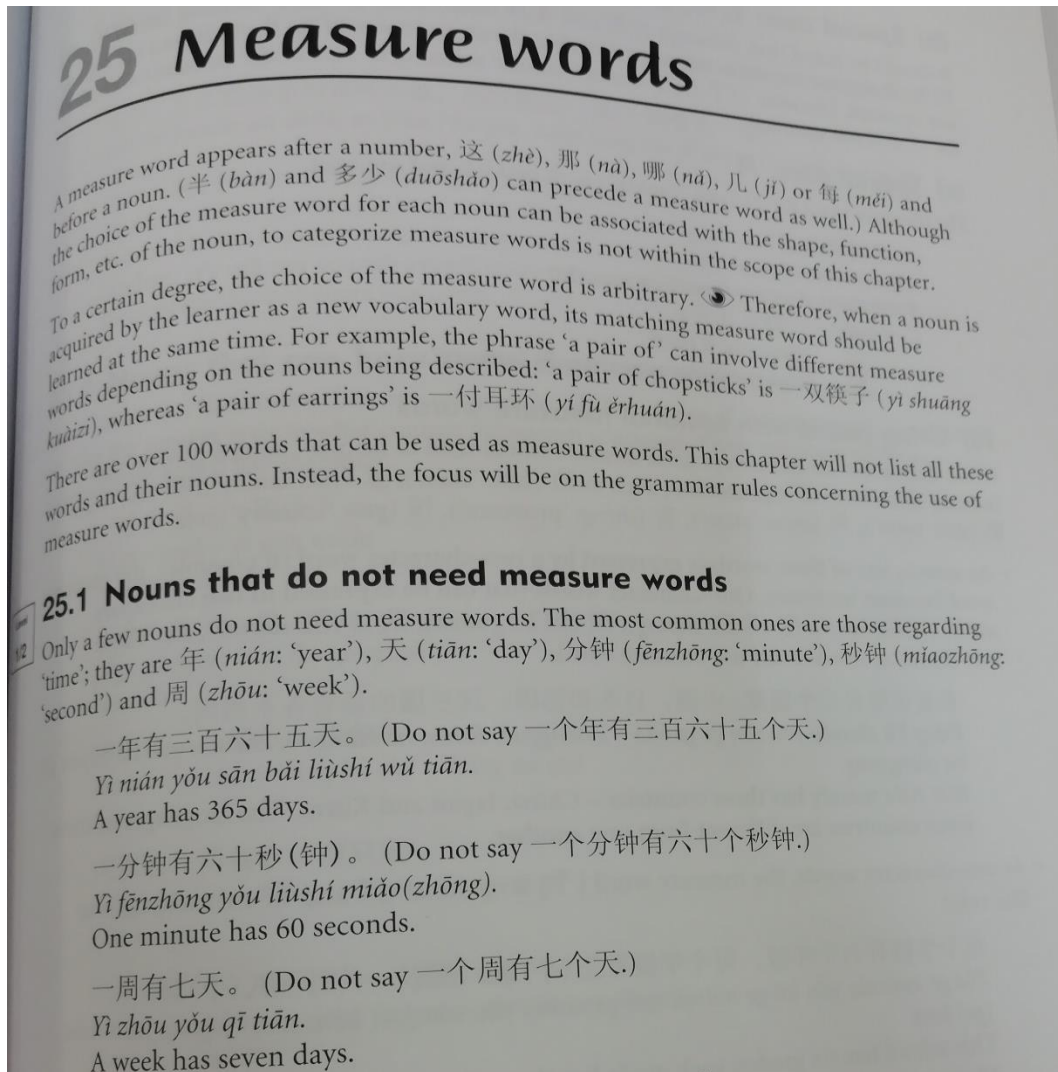 25 Measure words
A measure word appears after a number, 这 (zhè), 那 (nà), 哪 (nǎ), 几 (jǐ) or 每 (měi) and
before a noun. (半 (bàn) and 多少 (duōshǎo) can precede a measure word as well.) Although
the choice of the measure word for each noun can be associated with the shape, function,
form, etc. of the noun, to categorize measure words is not within the scope of this chapter.
To a certain degree, the choice of the measure word is arbitrary. Therefore, when a noun is
acquired by the learner as a new vocabulary word, its matching measure word should be
learned at the same time. For example, the phrase ‘a pair of’ can involve different measure
words depending on the nouns being described: ‘a pair of chopsticks’ is 一双筷子 (yì shuāng
kuàizi), whereas ‘a pair of earrings’ is 一付耳环 (yí fù ěrhuán).
There are over 100 words that can be used as measure words. This chapter will not list all these
words and their nouns. Instead, the focus will be on the grammar rules concerning the use of
measure words.
25.1 Nouns that do not need measure words
Only a few nouns do not need measure words. The most common ones are those regarding
‘time’; they are 年 (nián: ‘year’), 天 (tiān: ‘day’), 分钟 (fēnzhōng: ‘minute’), 秒钟 (miǎozhōng:
‘second’) and 周 (zhōu: ‘week’).
一年有三百六十五天。 (Do not say 一个年有三百六十五个天.)
Yì nián yǒu sān bǎi liùshí wǔ tiān.
A year has 365 days.
一分钟有六十秒(钟)。 (Do not say 一个分钟有六十个秒钟.)
Yì fēnzhōng yǒu liùshí miǎo(zhōng).
One minute has 60 seconds.
一周有七天。 (Do not say 一个周有七个天.)
Yì zhōu yǒu qī tiān.
A week has seven days.